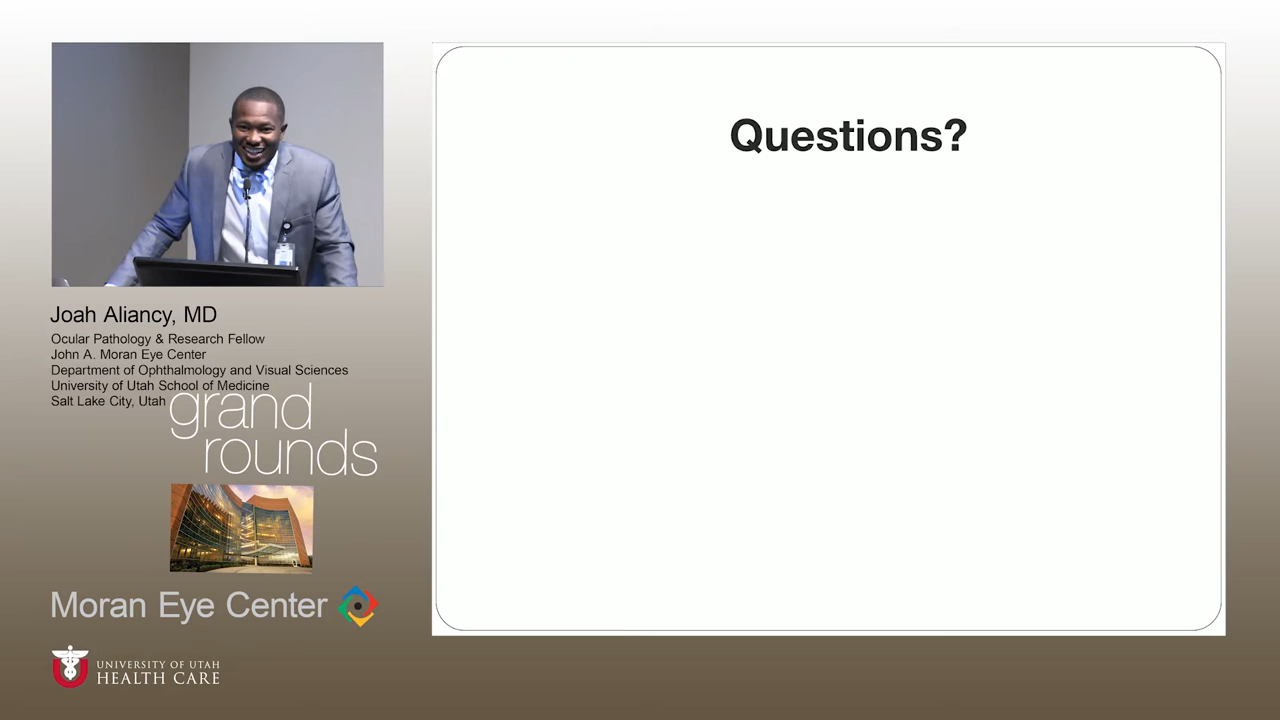 Questions?
Joah Aliancy, MD
Ocular Pathology & Research Fellow
John A. Moran Eye Center
Department of Ophthalmology and Visual Sciences
University of Utah School of Medicine
Salt Lake City, Utah
grand
rounds
Moran Eye Center
UNIVERSITY OF UTAH
HEALTH CARE